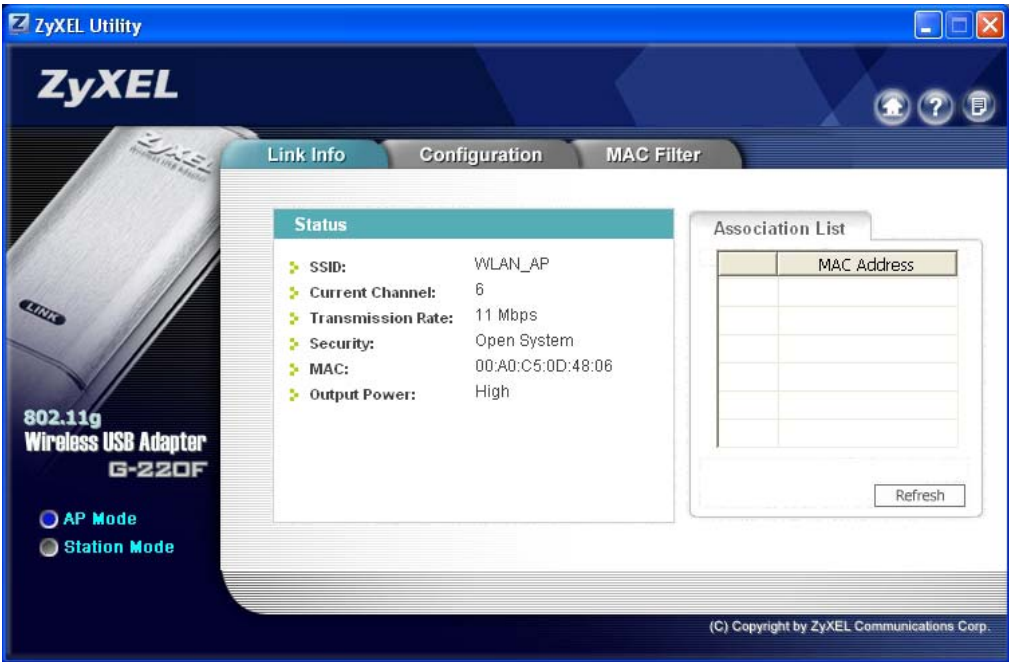 ZyXEL Utility
ZyXEL
Link Info
Configuration
MAC Filter
ZyXEL
LINK
Status
SSID: WLAN_AP
Current Channel: 6
Transmission Rate: 11 Mbps
Security: Open System
MAC: 00:A0:C5:0D:48:06
Output Power: High
Association List
MAC Address
Refresh
802.11g
Wireless USB Adapter
G-220F
AP Mode
Station Mode
(C) Copyright by ZyXEL Communications Corp.